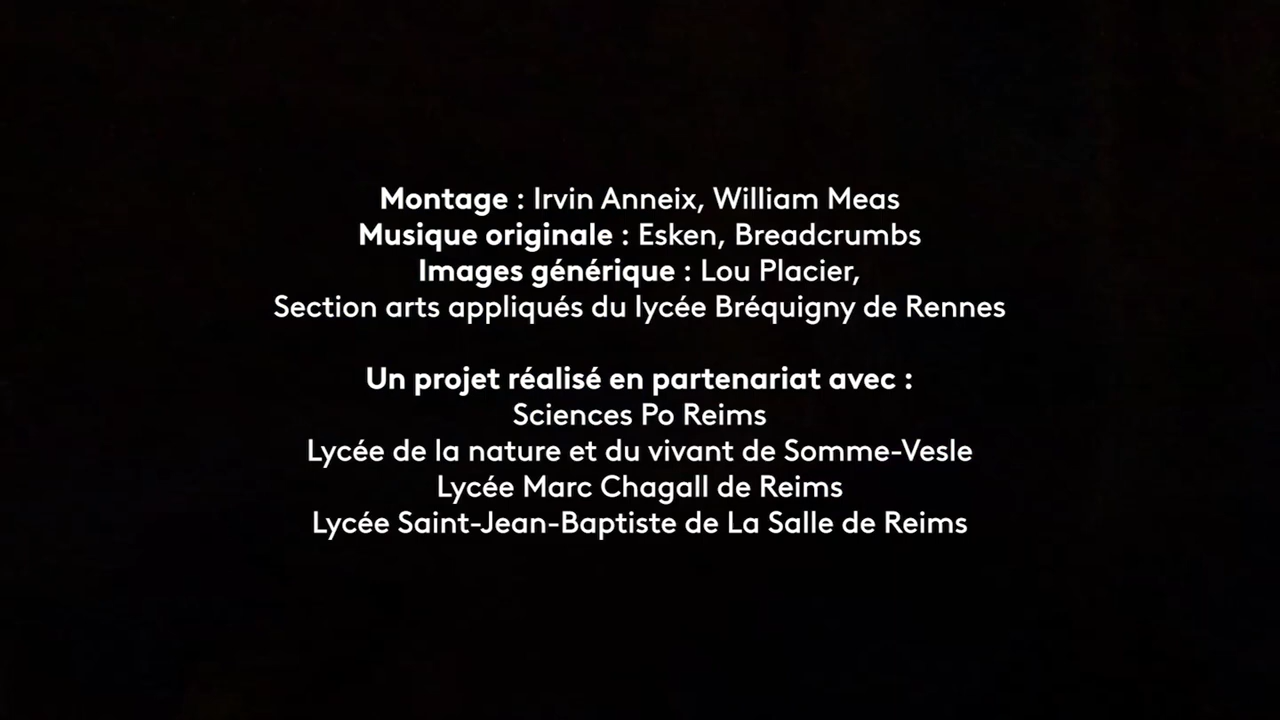 Montage : Irvin Anneix, William Meas
Musique originale : Esken, Breadcrumbs
Images générique : Lou Placier,
Section arts appliqués du lycée Bréquigny de Rennes
Un projet réalisé en partenariat avec :
Sciences Po Reims
Lycée de la nature et du vivant de Somme-Vesle
Lycée Marc Chagall de Reims
Lycée Saint-Jean-Baptiste de La Salle de Reims